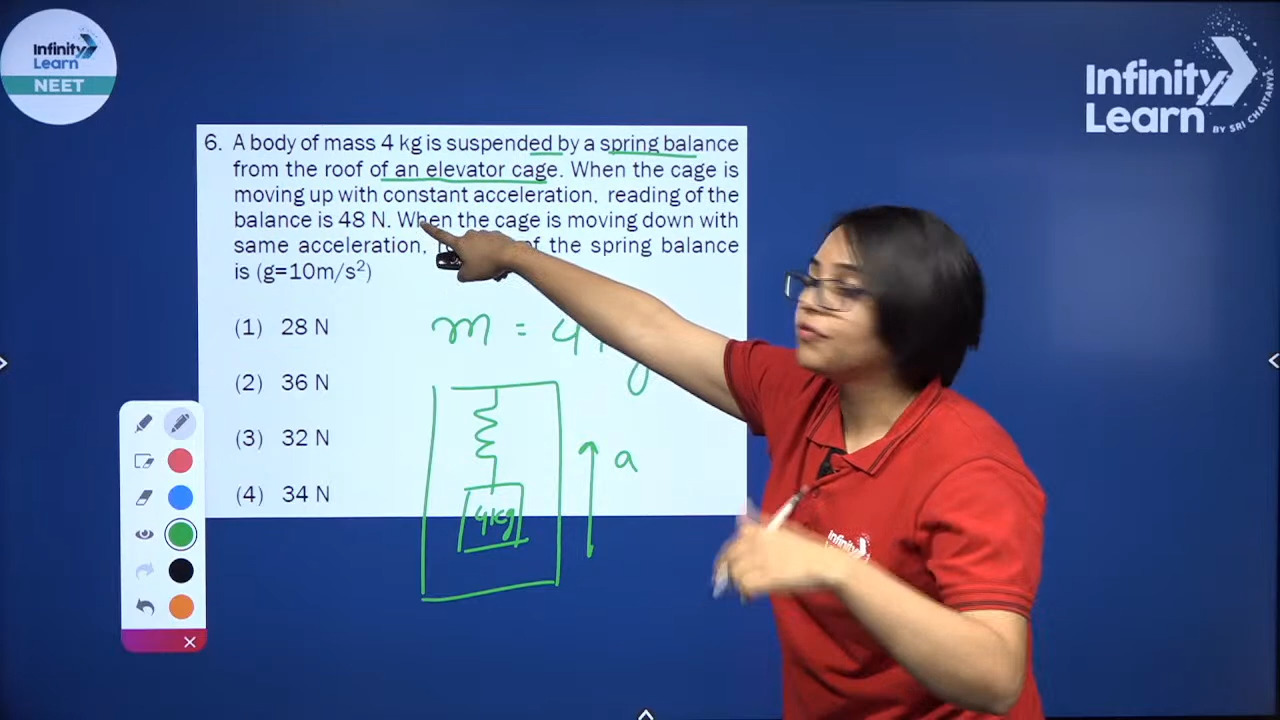 Infinity
Learn
NEET
Infinity
Learn
BY SRI CHAITANYA
6. A body of mass 4 kg is suspended by a spring balance
from the roof of an elevator cage. When the cage is
moving up with constant acceleration, reading of the
balance is 48 N. When the cage is moving down with
same acceleration, of the spring balance
is (g=10m/s²)
(1) 28 N
(2) 36 N
(3) 32 N
(4) 34 N
m = 4
a
4kg
Infinity